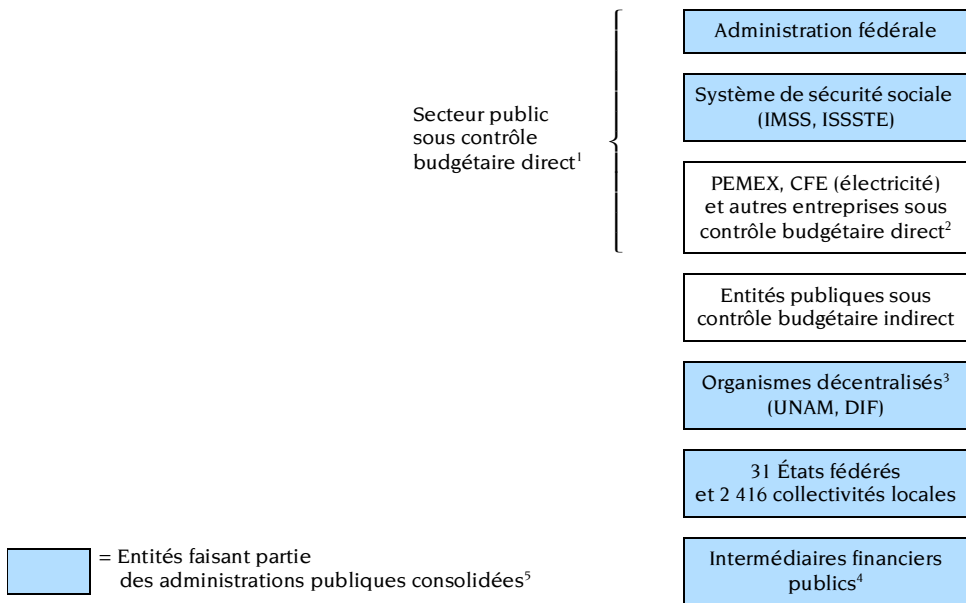 Administration fédérale
Système de sécurité sociale
(IMSS, ISSSTE)
Secteur public
sous contrôle
budgétaire direct¹
PEMEX, CFE (électricité)
et autres entreprises sous
contrôle budgétaire direct²
Entités publiques sous
contrôle budgétaire indirect
Organismes décentralisés³
(UNAM, DIF)
31 États fédérés
et 2 416 collectivités locales
Intermédiaires financiers
publics⁴
= Entités faisant partie
des administrations publiques consolidées⁵